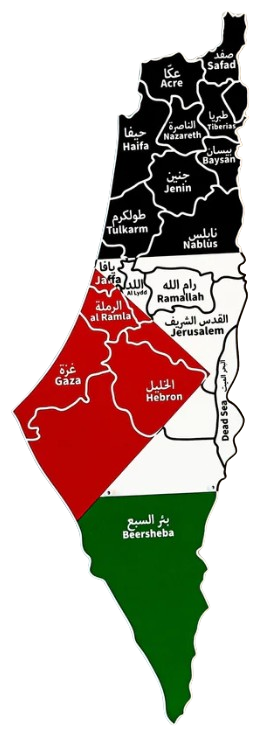 صفد
Safad
عكّا
Acre
طبريا
Tiberias
الناصرة
Nazareth
حيفا
Haifa
بيسان
Baysan
جنين
Jenin
طولكرم
Tulkarm
نابلس
Nablus
يافا
Jaffa
اللد
Al Lydd
رام الله
Ramallah
الرملة
al Ramla
القدس الشريف
Jerusalem
غزة
Gaza
الخليل
Hebron
البحر الميت
Dead Sea
بئر السبع
Beersheba